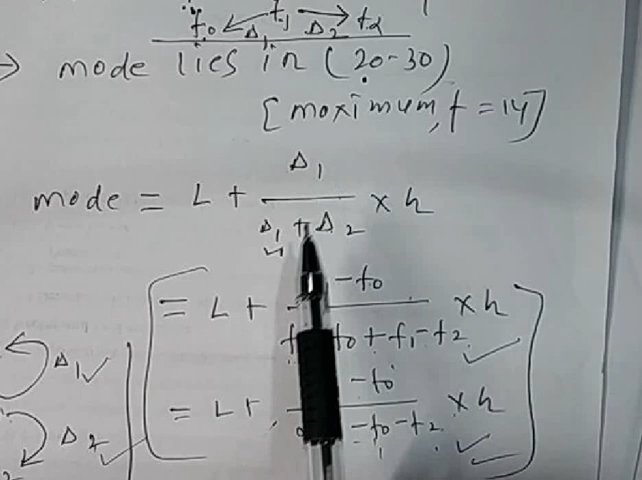 f₀ ← f₁ → f₂
Δ₁ Δ₂
→ mode lies in (20-30)
[maximum, f = 14]
Δ₁
mode = L + ─── × h
Δ₁ + Δ₂
-f₀
= L + ─── × h
f₀ + f₁ - f₂
Δ₁ ✓
-f₀
= L + ─── × h
-f₀ - f₂
Δ₂ ✓